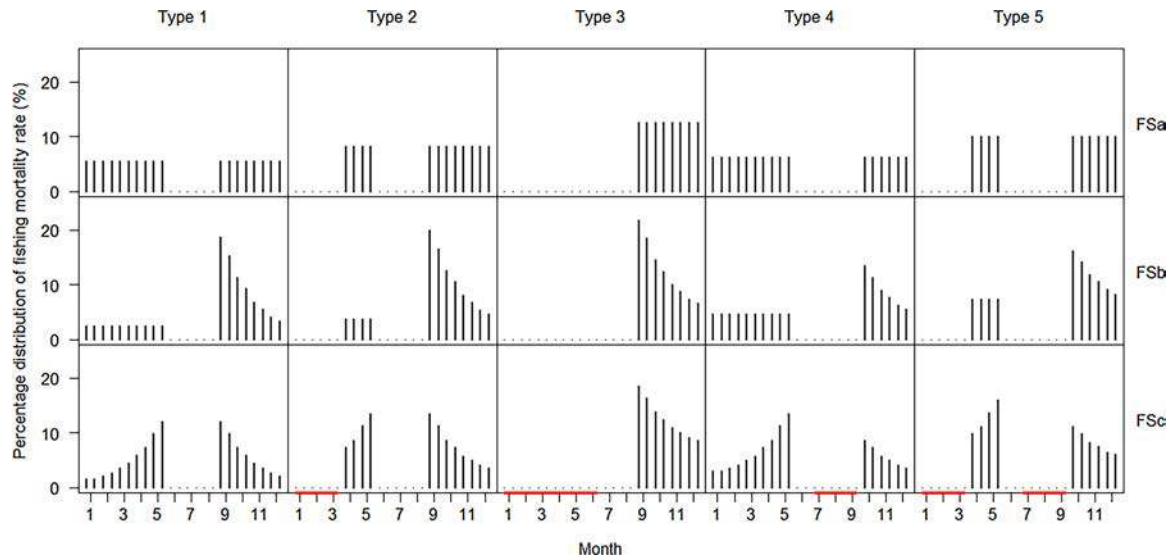 Type 1 Type 2 Type 3 Type 4 Type 5
Percentage distribution of fishing mortality rate (%)
20
10
0
FSa
20
10
0
FSb
20
10
0
FSc
1 3 5 7 9 11 1 3 5 7 9 11 1 3 5 7 9 11 1 3 5 7 9 11 1 3 5 7 9 11
Month